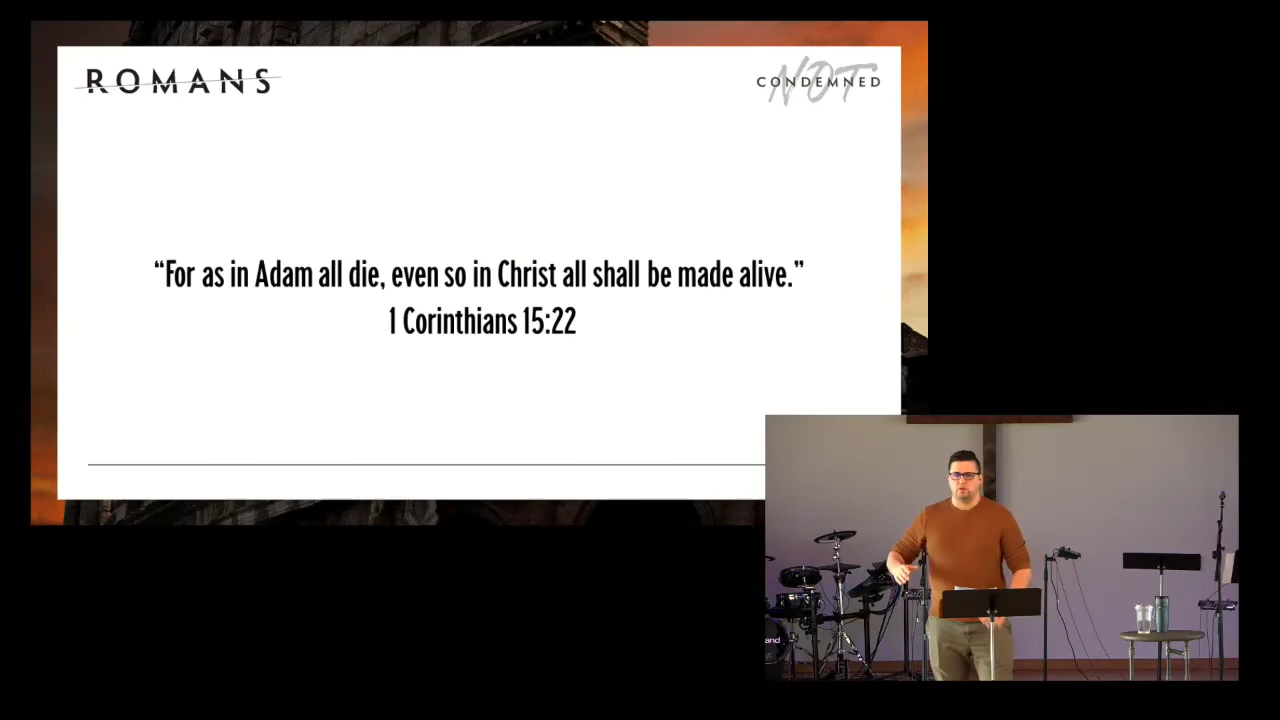 ROMANS
NOT
CONDEMNED
“For as in Adam all die, even so in Christ all shall be made alive.”
1 Corinthians 15:22
and